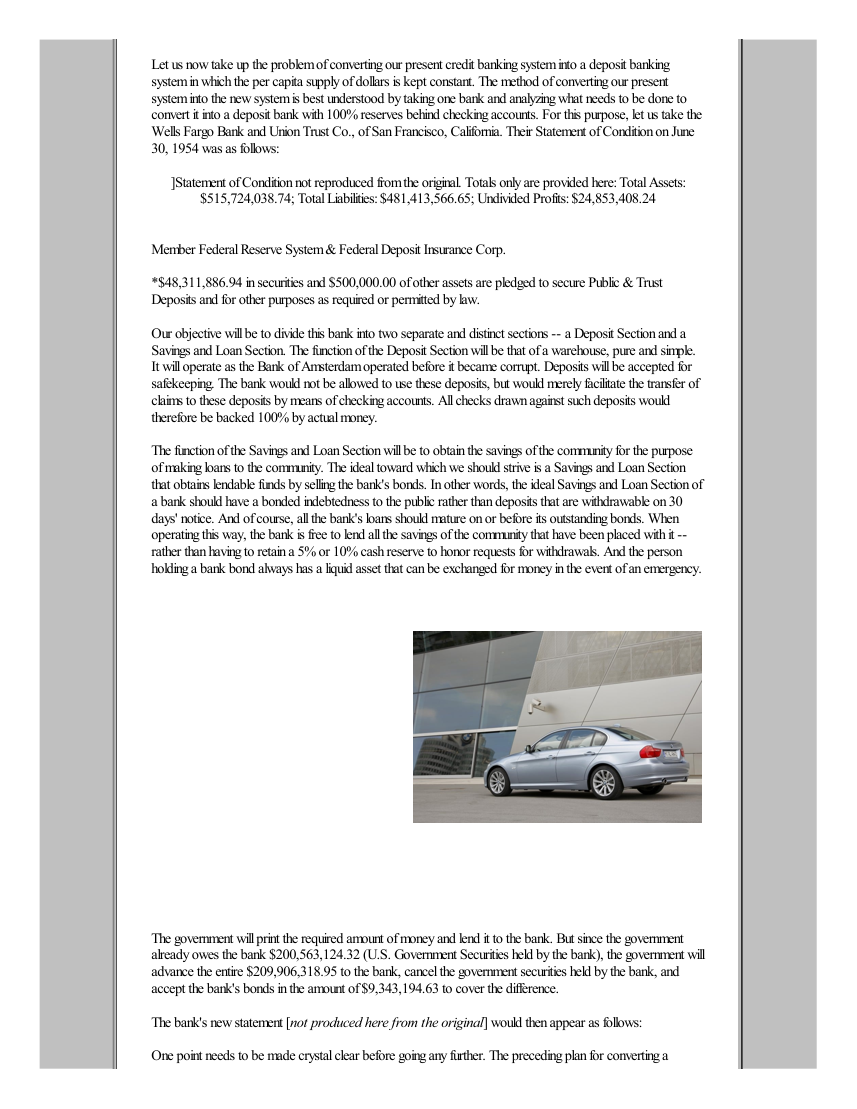 Let us now take up the problem of converting our present credit banking system into a deposit banking
system in which the per capita supply of dollars is kept constant. The method of converting our present
system into the new system is best understood by taking one bank and analyzing what needs to be done to
convert it into a deposit bank with 100% reserves behind checking accounts. For this purpose, let us take the
Wells Fargo Bank and Union Trust Co., of San Francisco, California. Their Statement of Condition on June
30, 1954 was as follows:
]Statement of Condition not reproduced from the original. Totals only are provided here: Total Assets:
$515,724,038.74; Total Liabilities: $481,413,566.65; Undivided Profits: $24,853,408.24
Member Federal Reserve System & Federal Deposit Insurance Corp.
*$48,311,886.94 in securities and $500,000.00 of other assets are pledged to secure Public & Trust
Deposits and for other purposes as required or permitted by law.
Our objective will be to divide this bank into two separate and distinct sections -- a Deposit Section and a
Savings and Loan Section. The function of the Deposit Section will be that of a warehouse, pure and simple.
It will operate as the Bank of Amsterdam operated before it became corrupt. Deposits will be accepted for
safekeeping. The bank would not be allowed to use these deposits, but would merely facilitate the transfer of
claims to these deposits by means of checking accounts. All checks drawn against such deposits would
therefore be backed 100% by actual money.
The function of the Savings and Loan Section will be to obtain the savings of the community for the purpose
of making loans to the community. The ideal toward which we should strive is a Savings and Loan Section
that obtains lendable funds by selling the bank's bonds. In other words, the ideal Savings and Loan Section of
a bank should have a bonded indebtedness to the public rather than deposits that are withdrawable on 30
days' notice. And of course, all the bank's loans should mature on or before its outstanding bonds. When
operating this way, the bank is free to lend all the savings of the community that have been placed with it --
rather than having to retain a 5% or 10% cash reserve to honor requests for withdrawals. And the person
holding a bank bond always has a liquid asset that can be exchanged for money in the event of an emergency.
The government will print the required amount of money and lend it to the bank. But since the government
already owes the bank $200,563,124.32 (U.S. Government Securities held by the bank), the government will
advance the entire $209,906,318.95 to the bank, cancel the government securities held by the bank, and
accept the bank's bonds in the amount of $9,343,194.63 to cover the difference.
The bank's new statement [not produced here from the original] would then appear as follows:
One point needs to be made crystal clear before going any further. The preceding plan for converting a